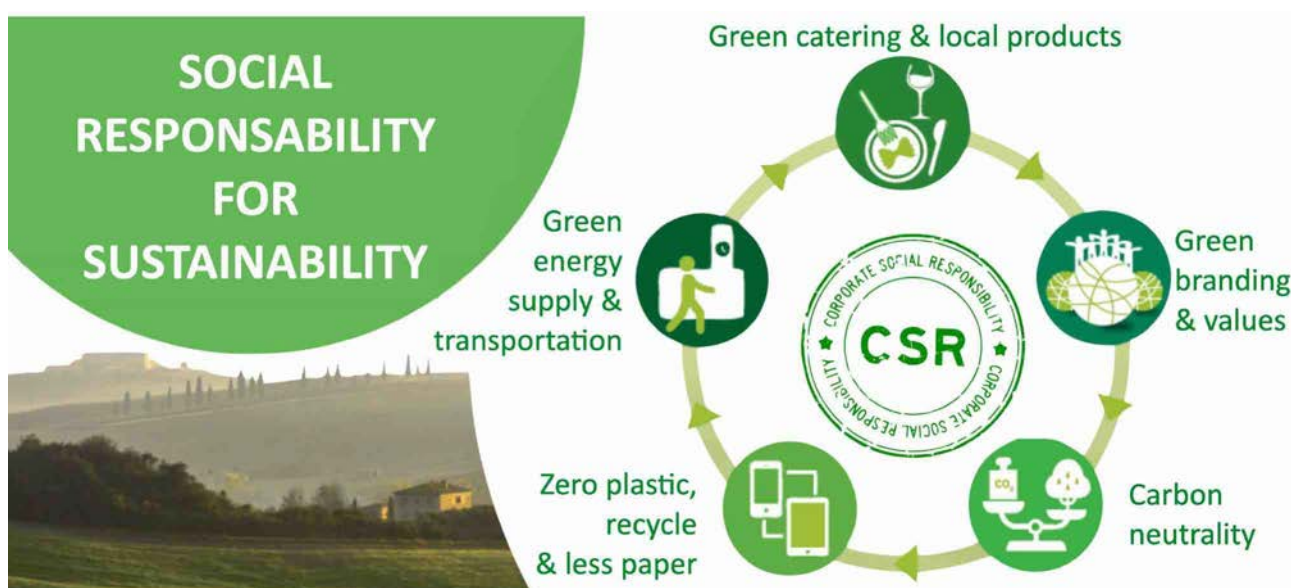 SOCIAL
RESPONSABILITY
FOR
SUSTAINABILITY
Green catering & local products
Green
branding
& values
Carbon
neutrality
CO₂
Zero plastic,
recycle
& less paper
Green
energy
supply &
transportation
CORPORATE SOCIAL RESPONSIBILITY
CSR
CORPORATE SOCIAL RESPONSIBILITY